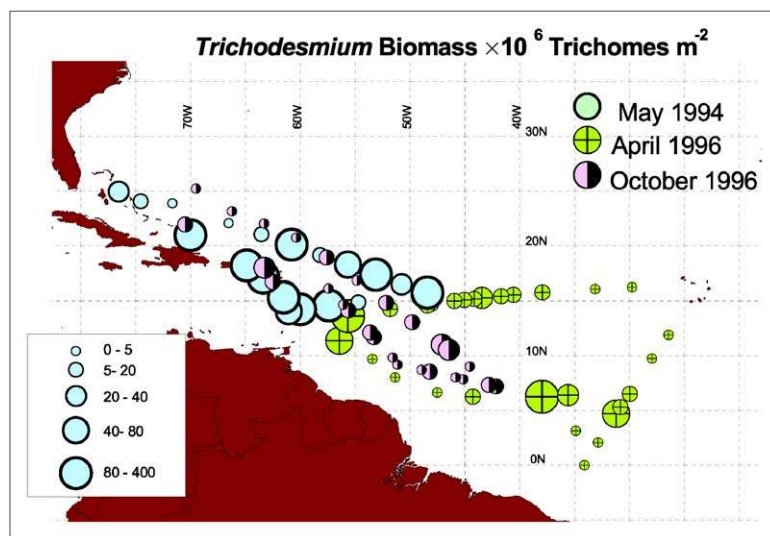 Trichodesmium Biomass ×10 6 Trichomes m-2
May 1994
April 1996
October 1996
70W
60W
50W
40W
30N
20N
10N
0N
0 - 5
5 - 20
20 - 40
40- 80
80 - 400